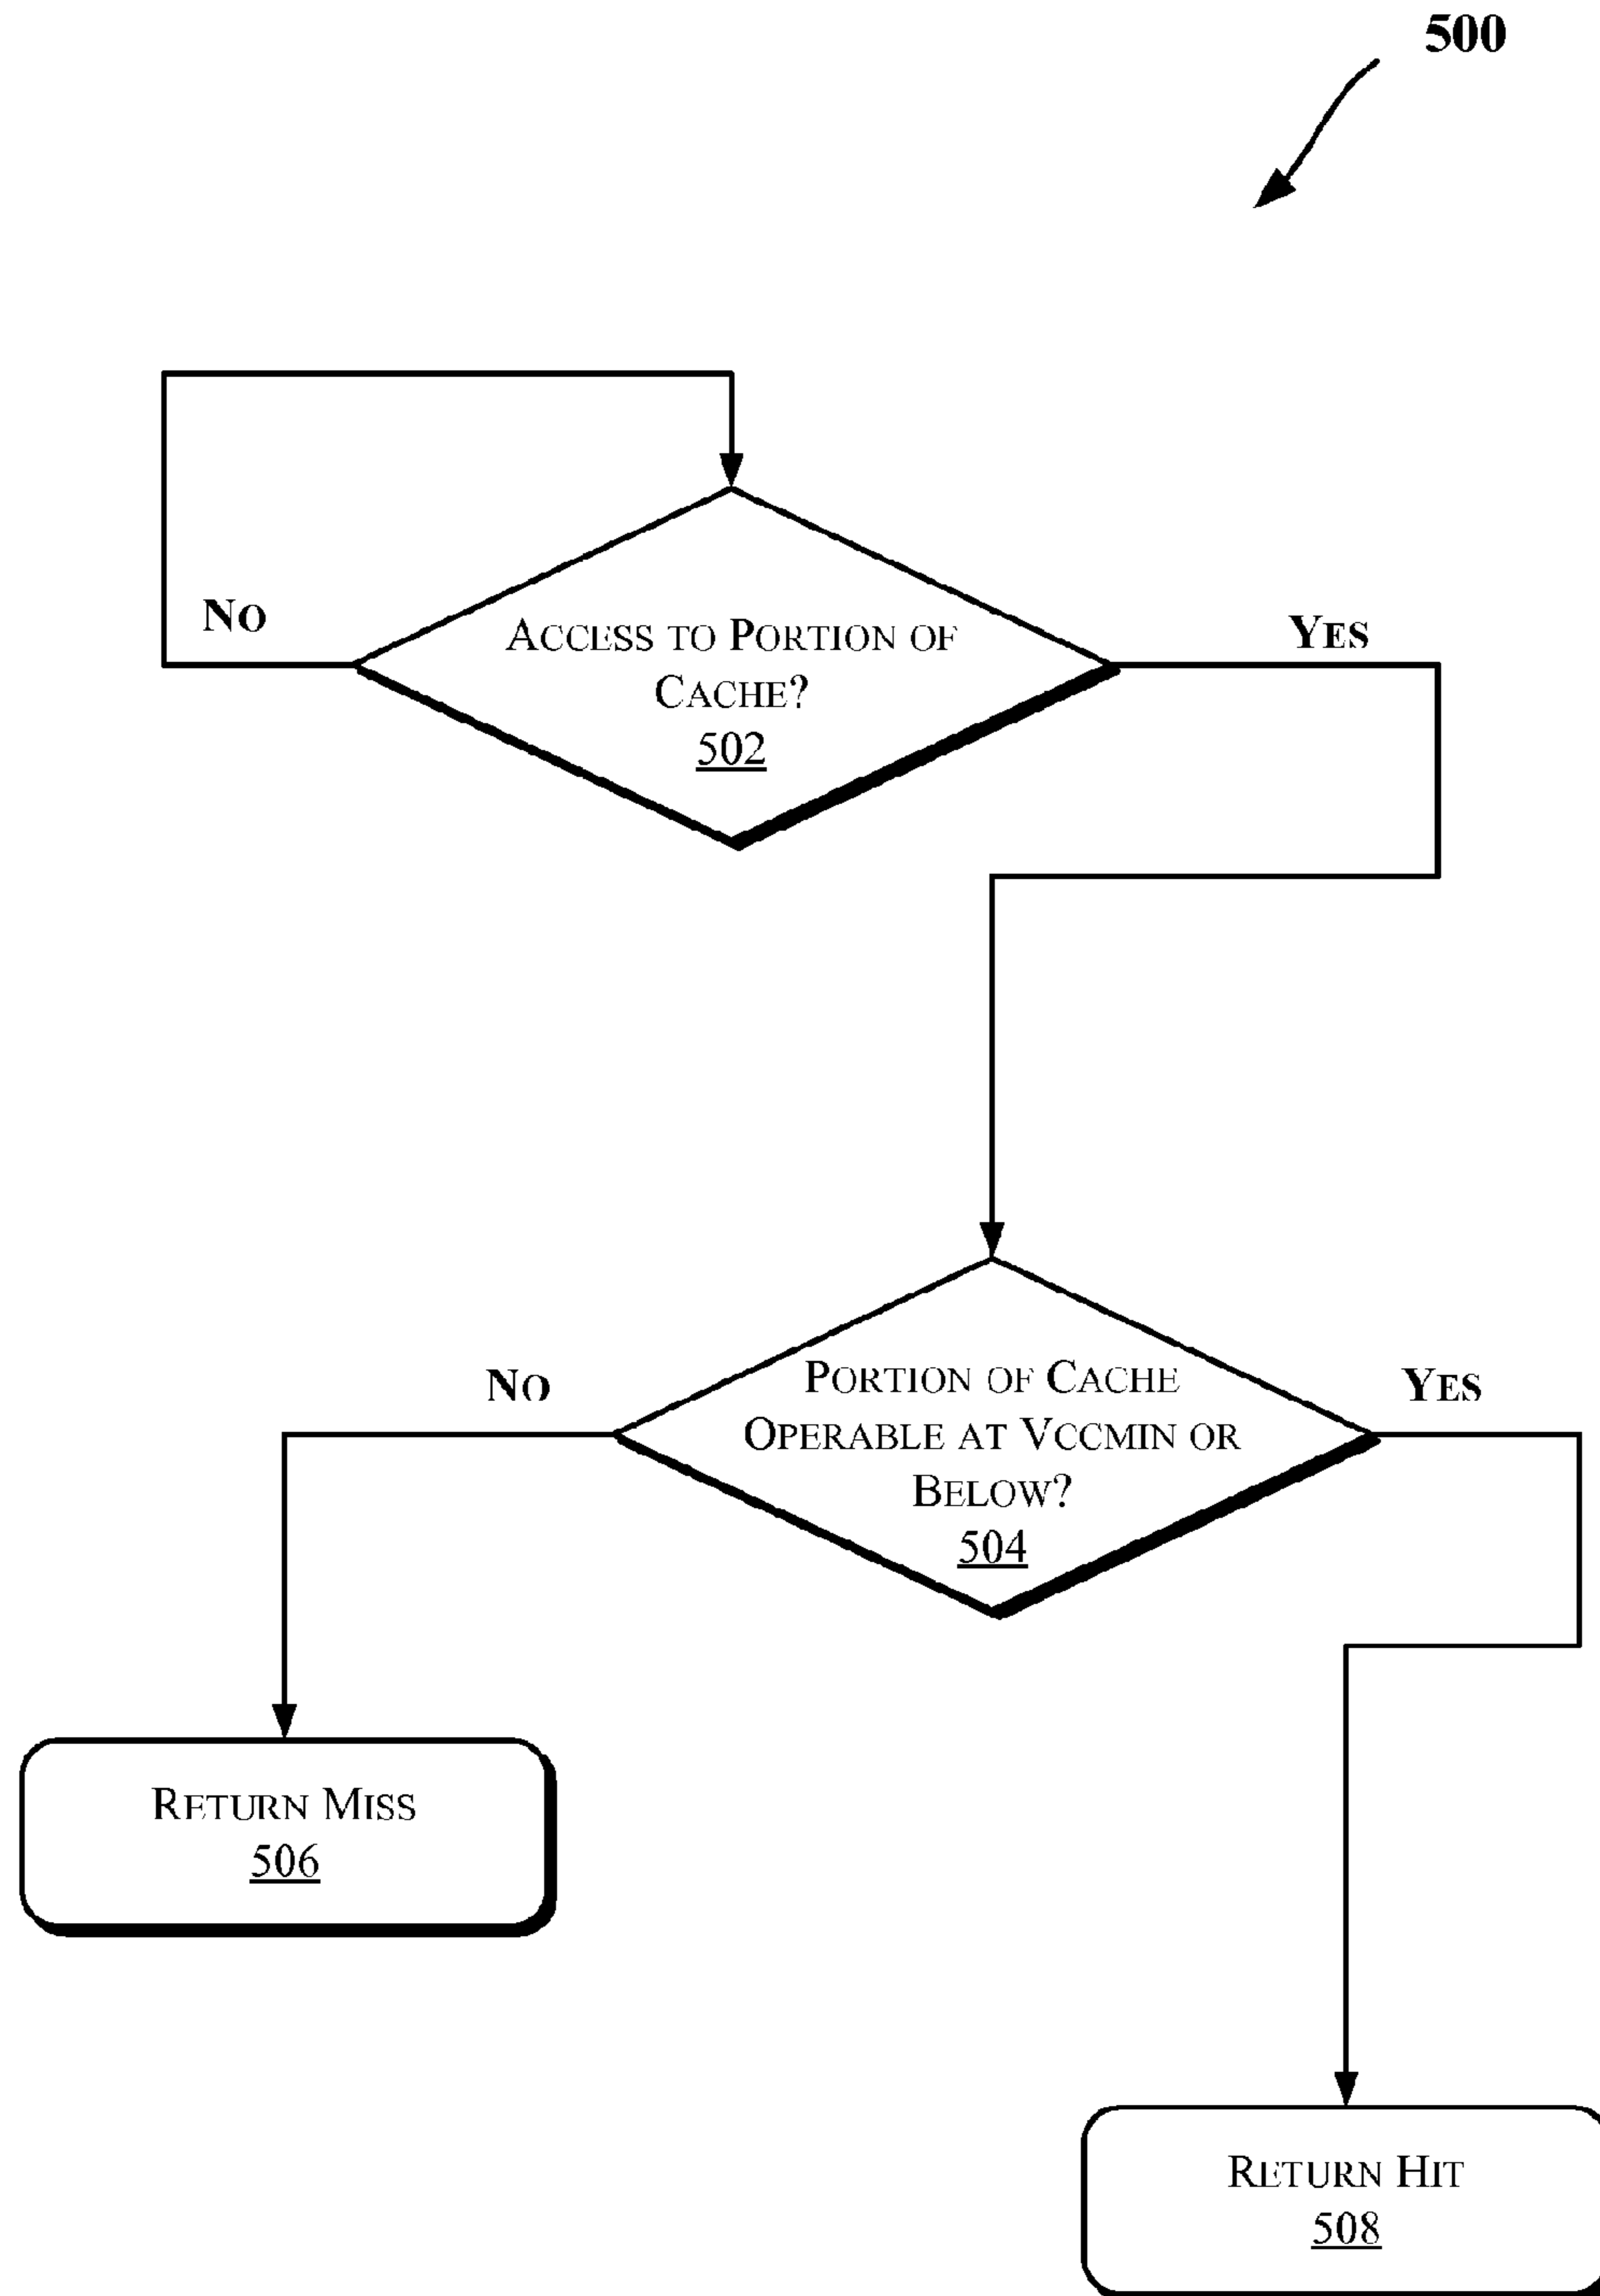 500
No
Access to Portion of
Cache?
502
Yes
No
Portion of Cache
Operable at Vccmin or
Below?
504
Yes
Return Miss
506
Return Hit
508